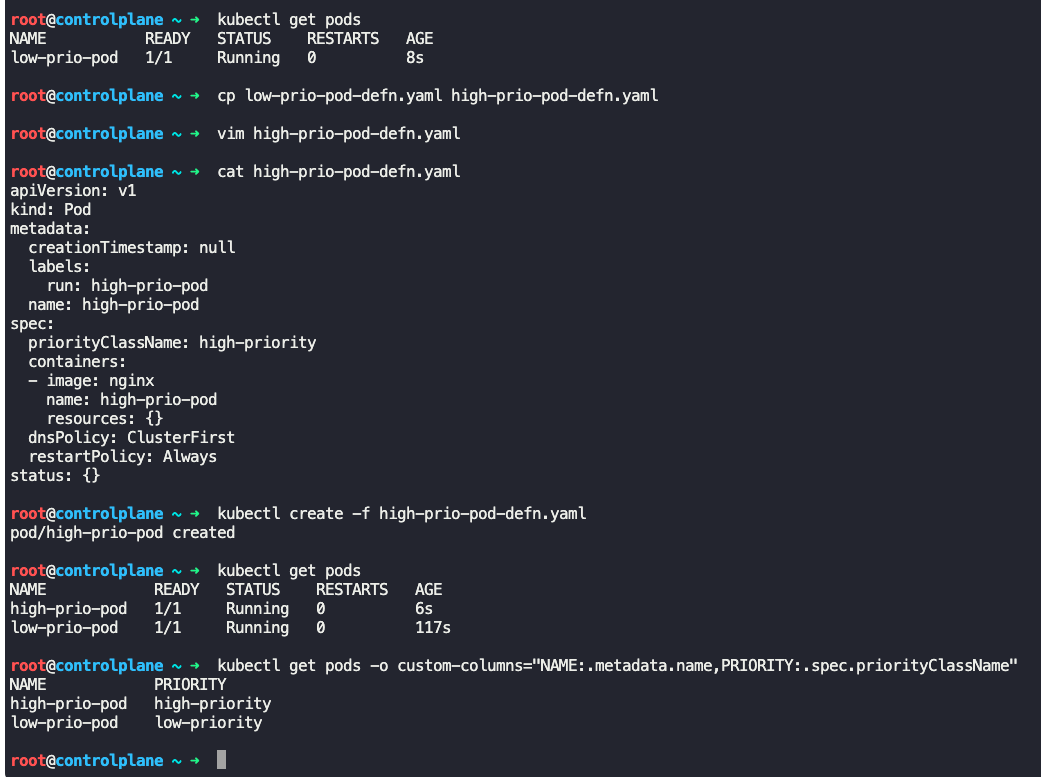 root@controlplane ~ ➜  kubectl get pods
NAME           READY   STATUS    RESTARTS   AGE
low-prio-pod   1/1     Running   0          8s
root@controlplane ~ ➜  cp low-prio-pod-defn.yaml high-prio-pod-defn.yaml
root@controlplane ~ ➜  vim high-prio-pod-defn.yaml
root@controlplane ~ ➜  cat high-prio-pod-defn.yaml
apiVersion: v1
kind: Pod
metadata:
  creationTimestamp: null
  labels:
    run: high-prio-pod
  name: high-prio-pod
spec:
  priorityClassName: high-priority
  containers:
  - image: nginx
    name: high-prio-pod
    resources: {}
  dnsPolicy: ClusterFirst
  restartPolicy: Always
status: {}
root@controlplane ~ ➜  kubectl create -f high-prio-pod-defn.yaml
pod/high-prio-pod created
root@controlplane ~ ➜  kubectl get pods
NAME            READY   STATUS    RESTARTS   AGE
high-prio-pod   1/1     Running   0          6s
low-prio-pod    1/1     Running   0          117s
root@controlplane ~ ➜  kubectl get pods -o custom-columns="NAME:.metadata.name,PRIORITY:.spec.priorityClassName"
NAME            PRIORITY
high-prio-pod   high-priority
low-prio-pod    low-priority
root@controlplane ~ ➜